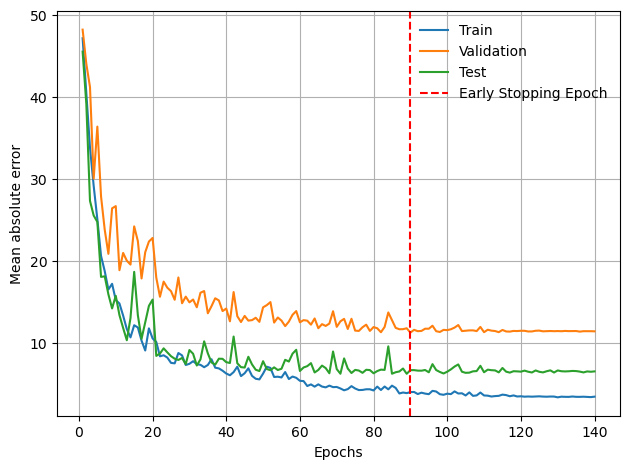 50
40
30
20
10
0
20
40
60
80
100
120
140
Mean absolute error
Epochs
Train
Validation
Test
Early Stopping Epoch